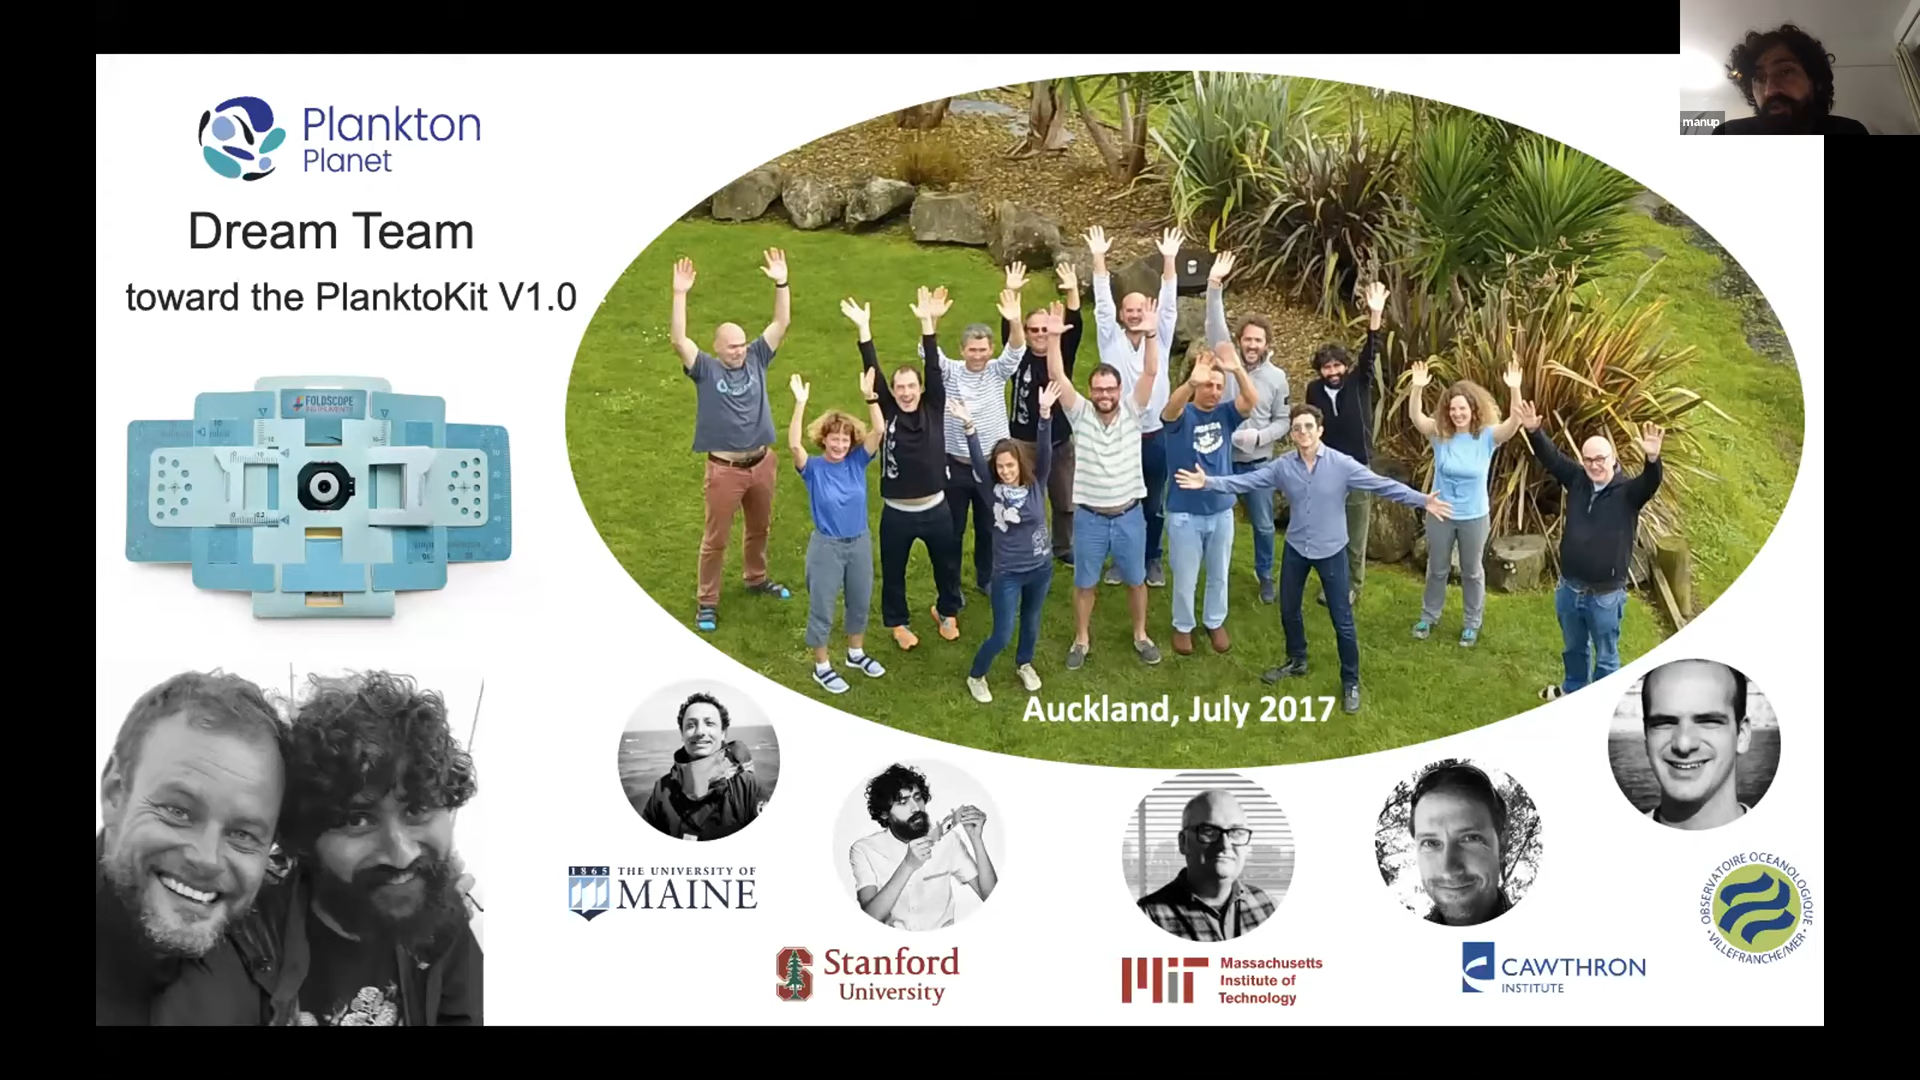 manup
Plankton
Planet
Dream Team
toward the PlanktoKit V1.0
FOLDSCOPE
INSTRUMENTS
Auckland, July 2017
1865
THE UNIVERSITY OF
MAINE
Stanford
University
MIT
Massachusetts
Institute of
Technology
CAWTHRON
INSTITUTE
OBSERVATOIRE OCEANOLOGIQUE
• VILLEFRANCHE/MER •